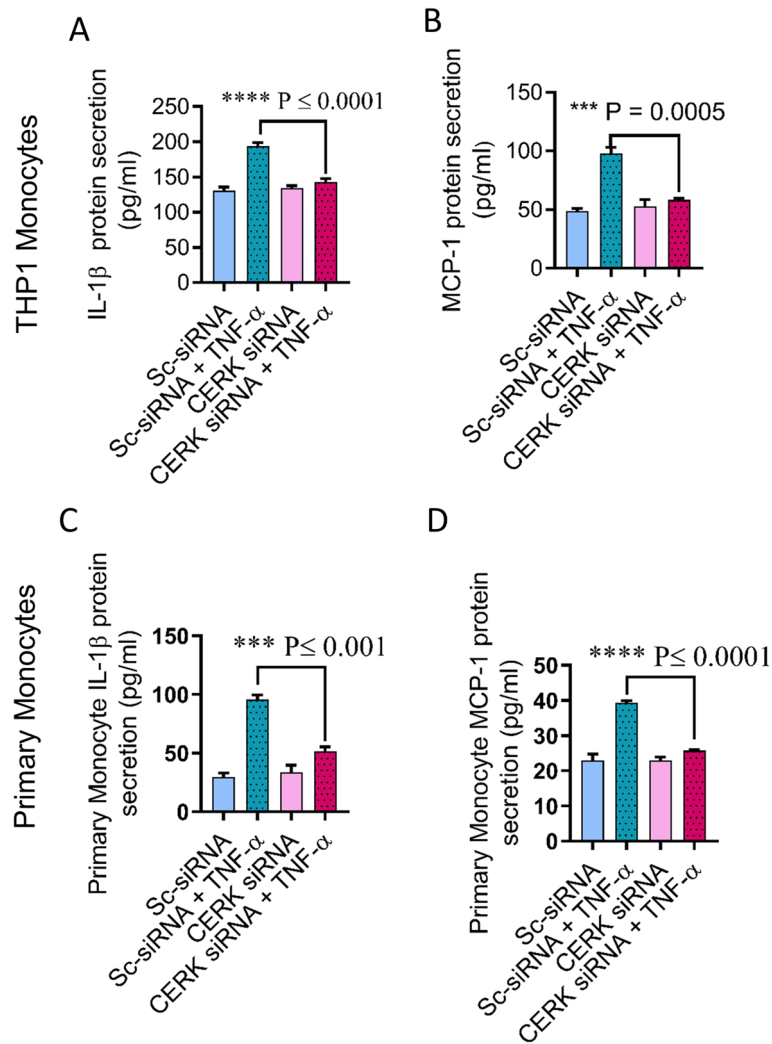 THP1 Monocytes
A
IL-1β protein secretion
(pg/ml)
**** P ≤ 0.0001
250
200
150
100
50
0
Sc-siRNA
Sc-siRNA + TNF-α
CERK siRNA
CERK siRNA + TNF-α
B
MCP-1 protein secretion
(pg/ml)
*** P = 0.0005
150
100
50
0
Sc-siRNA
Sc-siRNA + TNF-α
CERK siRNA
CERK siRNA + TNF-α
Primary Monocytes
C
Primary Monocyte IL-1β protein
secretion (pg/ml)
*** P≤ 0.001
150
100
50
0
Sc-siRNA
Sc-siRNA + TNF-α
CERK siRNA
CERK siRNA + TNF-α
D
Primary Monocyte MCP-1 protein
secretion (pg/ml)
**** P≤ 0.0001
50
40
30
20
10
0
Sc-siRNA
Sc-siRNA + TNF-α
CERK siRNA
CERK siRNA + TNF-α